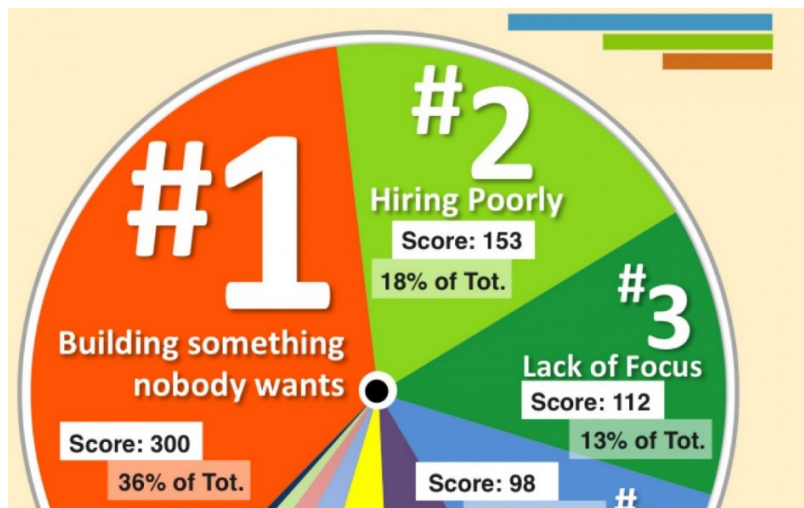 #1
Building something
nobody wants
Score: 300
36% of Tot.
#2
Hiring Poorly
Score: 153
18% of Tot.
#3
Lack of Focus
Score: 112
13% of Tot.
Score: 98
#